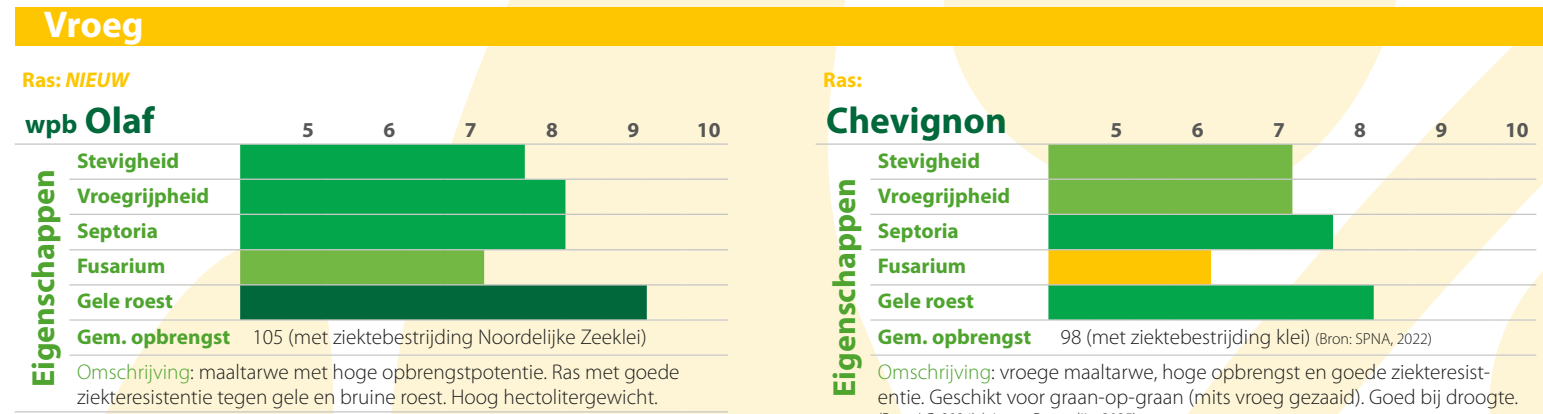 Vroeg
Ras: NIEUW
wpb Olaf
5 6 7 8 9 10
Eigenschappen
Stevigheid
Vroegrijpheid
Septoria
Fusarium
Gele roest
Gem. opbrengst 105 (met ziektebestrijding Noordelijke Zeeklei)
Omschrijving: maaltarwe met hoge opbrengstpotentie. Ras met goede
ziekteresistentie tegen gele en bruine roest. Hoog hectolitergewicht.
Ras:
Chevignon
5 6 7 8 9 10
Eigenschappen
Stevigheid
Vroegrijpheid
Septoria
Fusarium
Gele roest
Gem. opbrengst 98 (met ziektebestrijding klei) (Bron: SPNA, 2022)
Omschrijving: vroege maaltarwe, hoge opbrengst en goede ziekteresist-
entie. Geschikt voor graan-op-graan (mits vroeg gezaaid). Goed bij droogte.